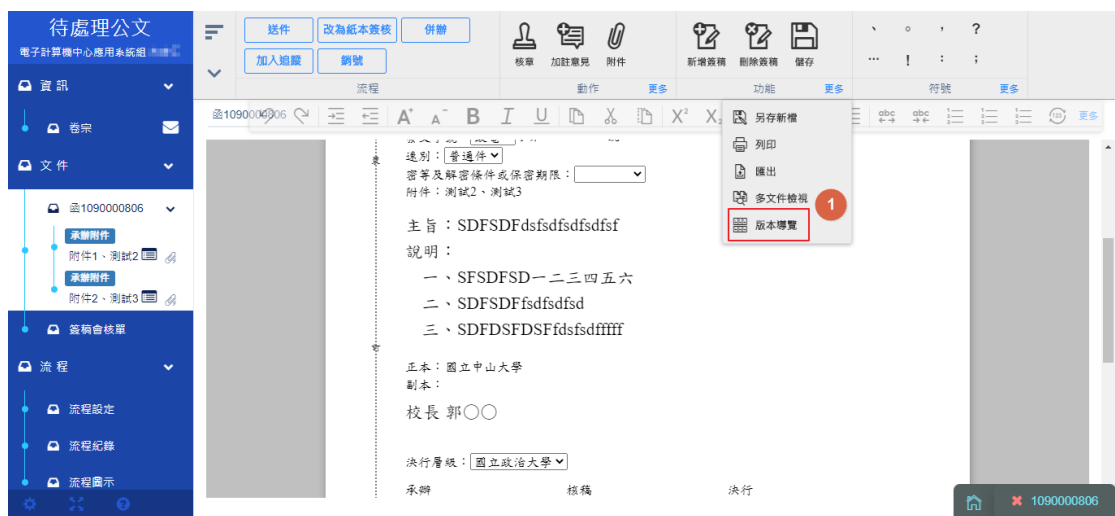 待處理公文
電子計算機中心應用系統組
資訊
卷宗
文件
函1090000806
承辦附件
附件1、測試2
承辦附件
附件2、測試3
簽稿會核單
流程
流程設定
流程紀錄
流程圖示
送件
改為紙本簽核
併辦
加入追蹤
銷號
流程
核章
加註意見
附件
動作
更多
新增簽稿
刪除簽稿
儲存
功能
更多
、 。 , ?
… ! : ;
符號
更多
函1090000806
A+ A- B I U X² X₂
abc abc
更多
另存新檔
列印
匯出
多文件檢視
版本導覽
1
速別：普通件
密等及解密條件或保密期限：
附件：測試2、測試3
主旨：SDFSDFdsfsdfsdfsdfsf
說明：
一、SFSDFSD一二三四五六
二、SDFSDFfsdfsdfsd
三、SDFDSFDSFfdsfsdfffff
正本：國立中山大學
副本：
校長 郭○○
決行層級：國立政治大學
承辦 核稿 決行
1090000806